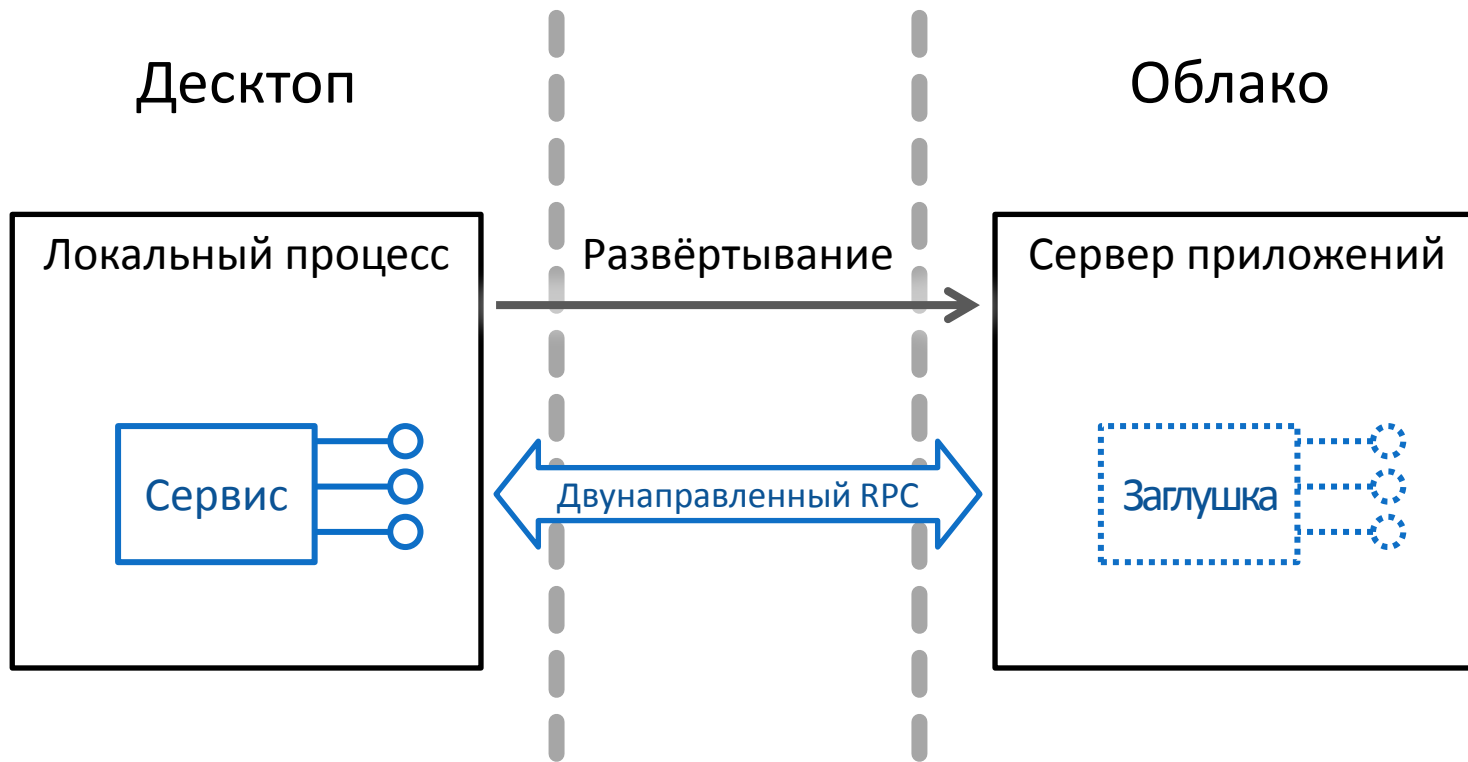 Десктоп
Облако
Локальный процесс
Развёртывание
Сервер приложений
Сервис
Двунаправленный RPC
Заглушка